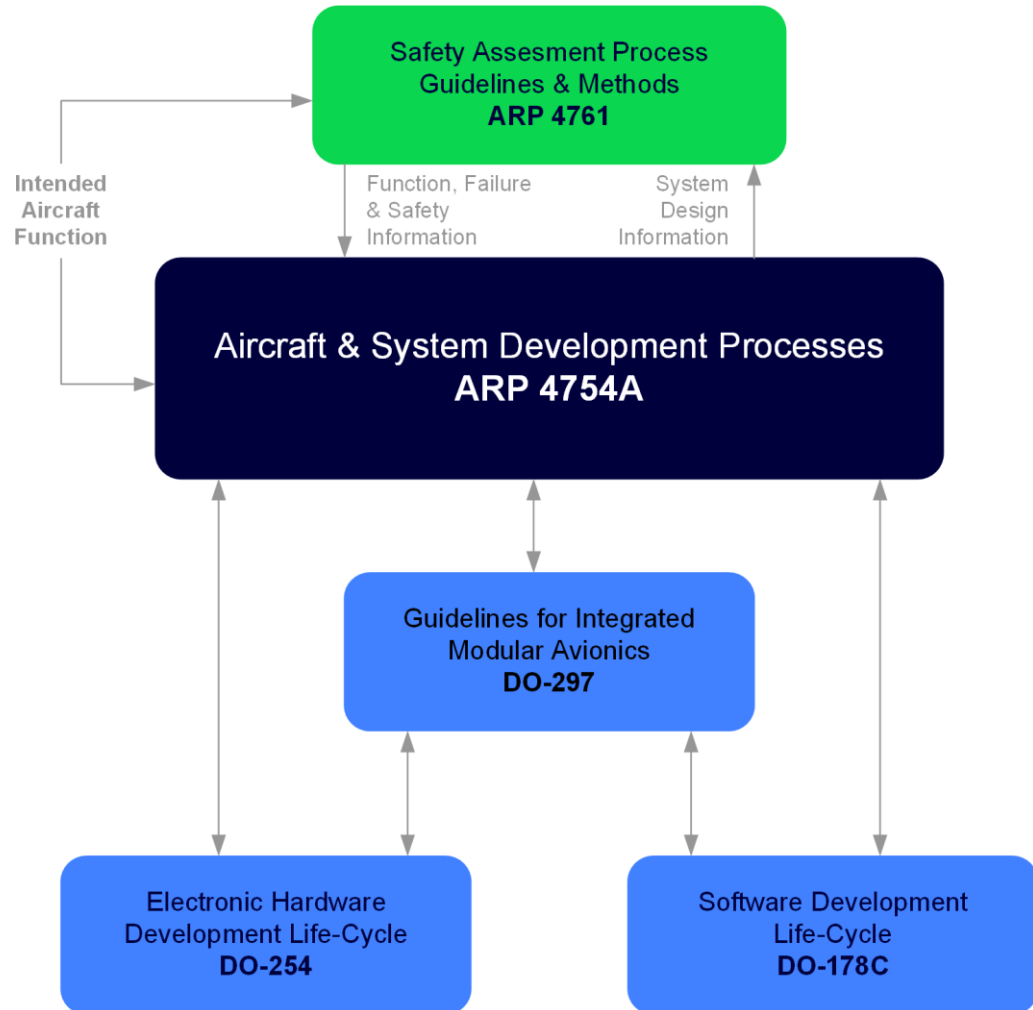 Safety Assesment Process
Guidelines & Methods
ARP 4761
Intended
Aircraft
Function
Function, Failure
& Safety
Information
System
Design
Information
Aircraft & System Development Processes
ARP 4754A
Guidelines for Integrated
Modular Avionics
DO-297
Electronic Hardware
Development Life-Cycle
DO-254
Software Development
Life-Cycle
DO-178C